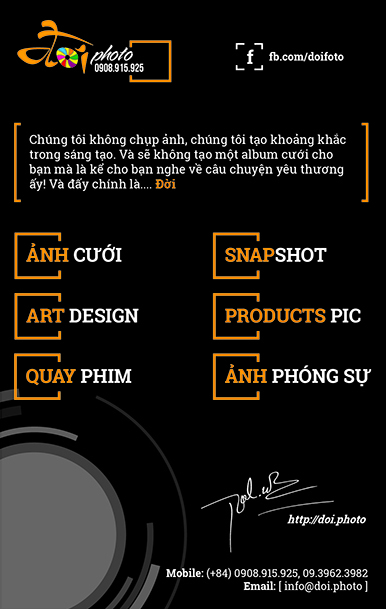 đời photo
0908.915.925
f fb.com/doifoto
Chúng tôi không chụp ảnh, chúng tôi tạo khoảng khắc
trong sáng tạo. Và sẽ không tạo một album cưới cho
bạn mà là kể cho bạn nghe về câu chuyện yêu thương
ấy! Và đấy chính là.... Đời
ẢNH CƯỚI
SNAPSHOT
ART DESIGN
PRODUCTS PIC
QUAY PHIM
ẢNH PHÓNG SỰ
http://doi.photo
Mobile: (+84) 0908.915.925, 09.3962.3982
Email: [ info@doi.photo ]